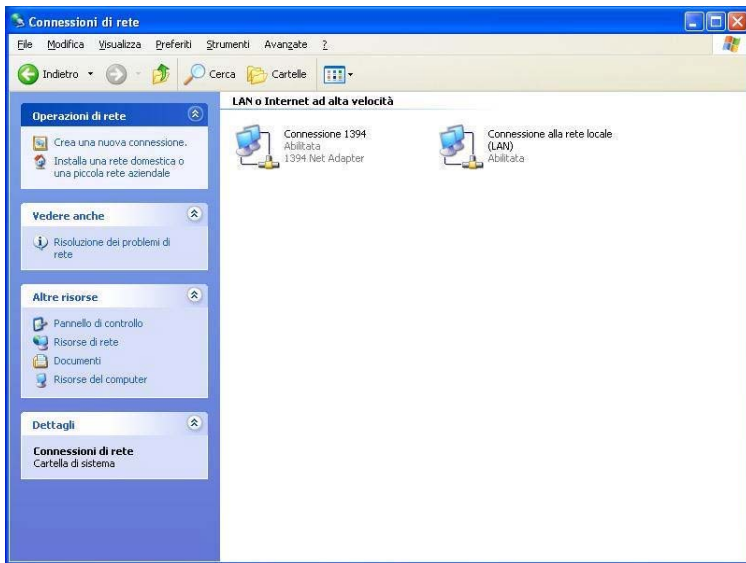 Connessioni di rete
File Modifica Visualizza Preferiti Strumenti Avanzate ?
Indietro Cerca Cartelle
Operazioni di rete
Crea una nuova connessione.
Installa una rete domestica o
una piccola rete aziendale
Vedere anche
Risoluzione dei problemi di
rete
Altre risorse
Pannello di controllo
Risorse di rete
Documenti
Risorse del computer
Dettagli
Connessioni di rete
Cartella di sistema
LAN o Internet ad alta velocità
Connessione 1394
Abilitata
1394 Net Adapter
Connessione alla rete locale
(LAN)
Abilitata